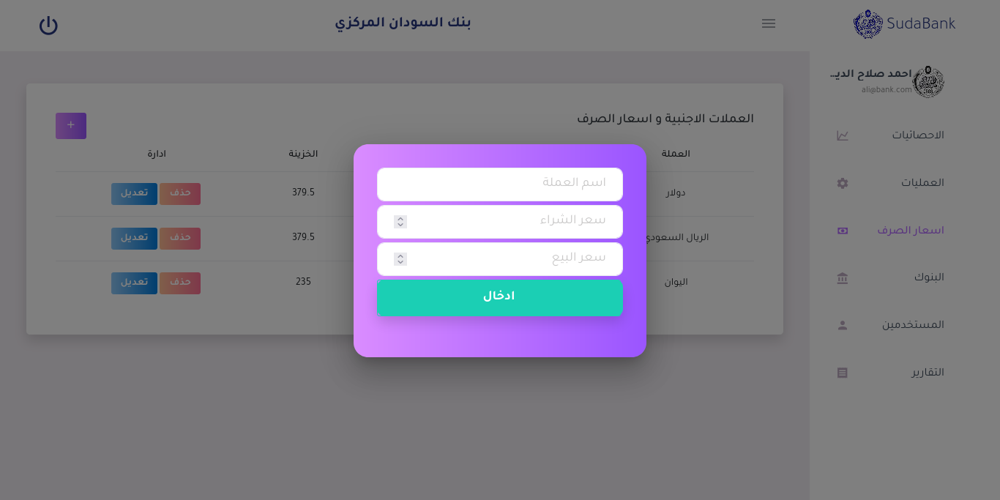 SudaBank
بنك السودان المركزي
احمد صلاح الديـ...
ali@bank.com
الاحصائيات
العمليات
اسعار الصرف
البنوك
المستخدمين
التقارير
العملات الاجنبية و اسعار الصرف
+
العملة الخزينة ادارة
دولار 379.5 حذف تعديل
الريال السعودي 379.5 حذف تعديل
اليوان 235 حذف تعديل
اسم العملة
سعر الشراء
سعر البيع
ادخال